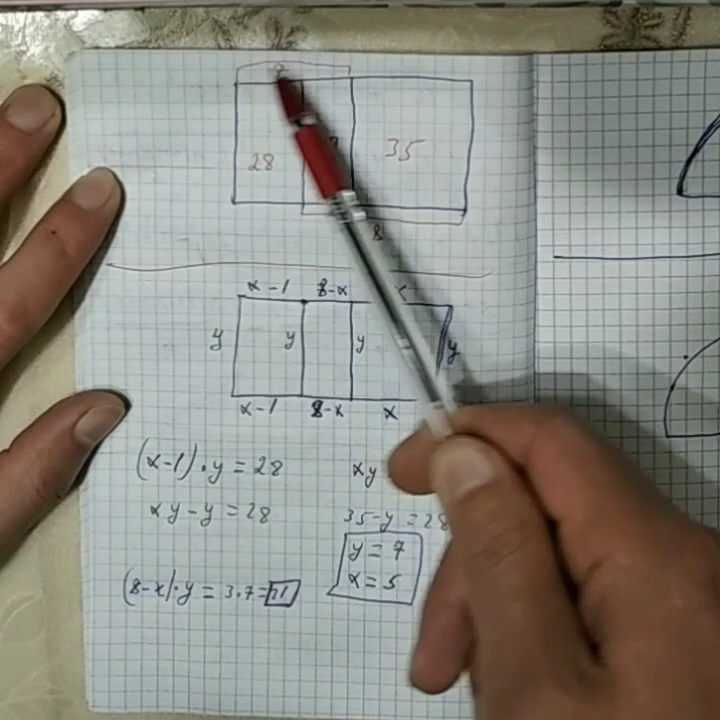 28 35
8
x-1 8-x
y y y y
x-1 8-x x
(x-1)·y = 28 xy
xy-y = 28 35-y = 28
y = 7
x = 5
(8-x)·y = 3·7=21